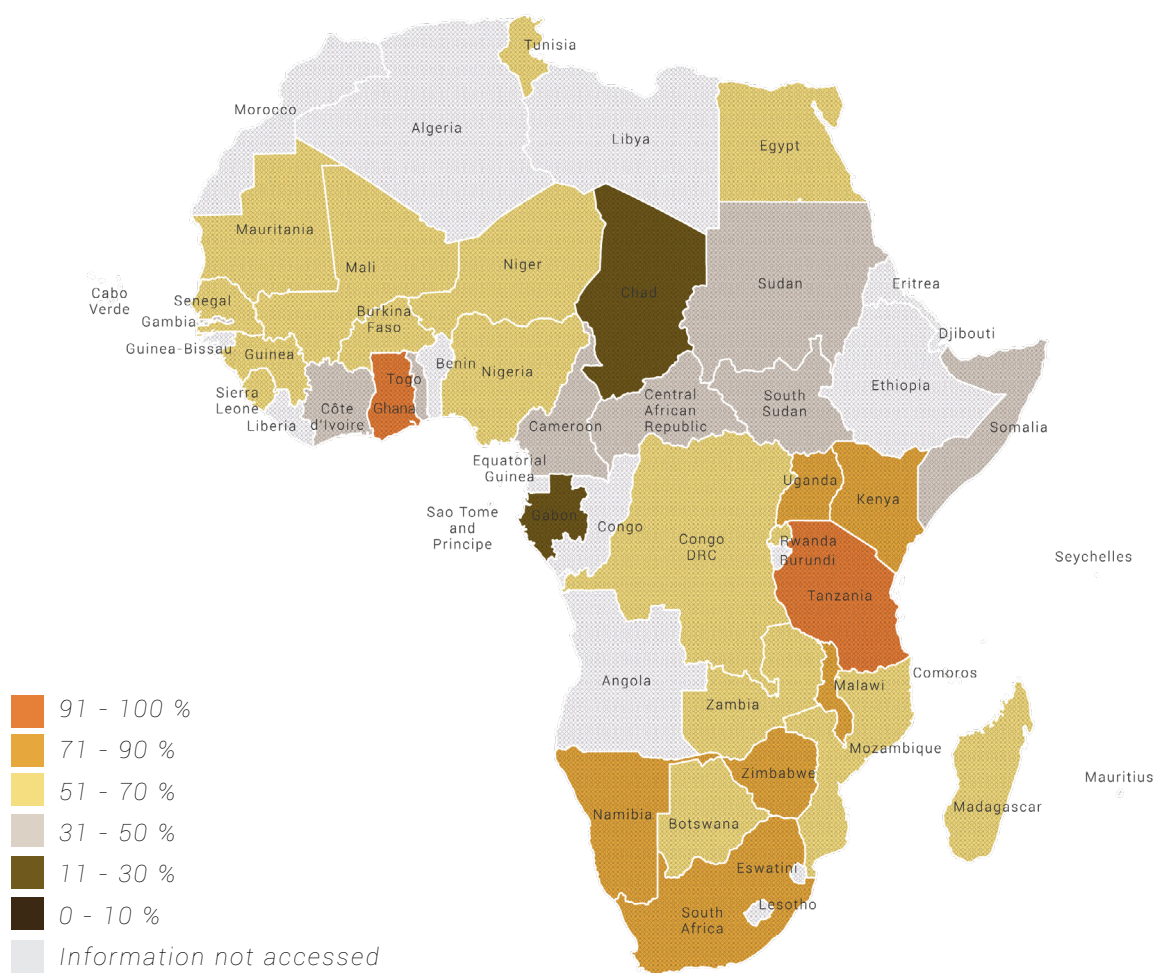 Tunisia
Morocco
Algeria
Libya
Egypt
Mauritania
Mali
Niger
Chad
Sudan
Eritrea
Cabo
Verde
Senegal
Gambia
Burkina
Faso
Guinea-Bissau
Guinea
Djibouti
Benin
Nigeria
Togo
Ethiopia
Sierra
Leone
Liberia
Côte
d'Ivoire
Ghana
Cameroon
Central
African
Republic
South
Sudan
Somalia
Equatorial
Guinea
Uganda
Kenya
Sao Tome
and
Principe
Gabon
Congo
Congo
DRC
Rwanda
Burundi
Seychelles
Tanzania
Angola
Malawi
Comoros
Zambia
Mozambique
Zimbabwe
Mauritius
Namibia
Botswana
Madagascar
Eswatini
Lesotho
South
Africa
91 - 100 %
71 - 90 %
51 - 70 %
31 - 50 %
11 - 30 %
0 - 10 %
Information not accessed